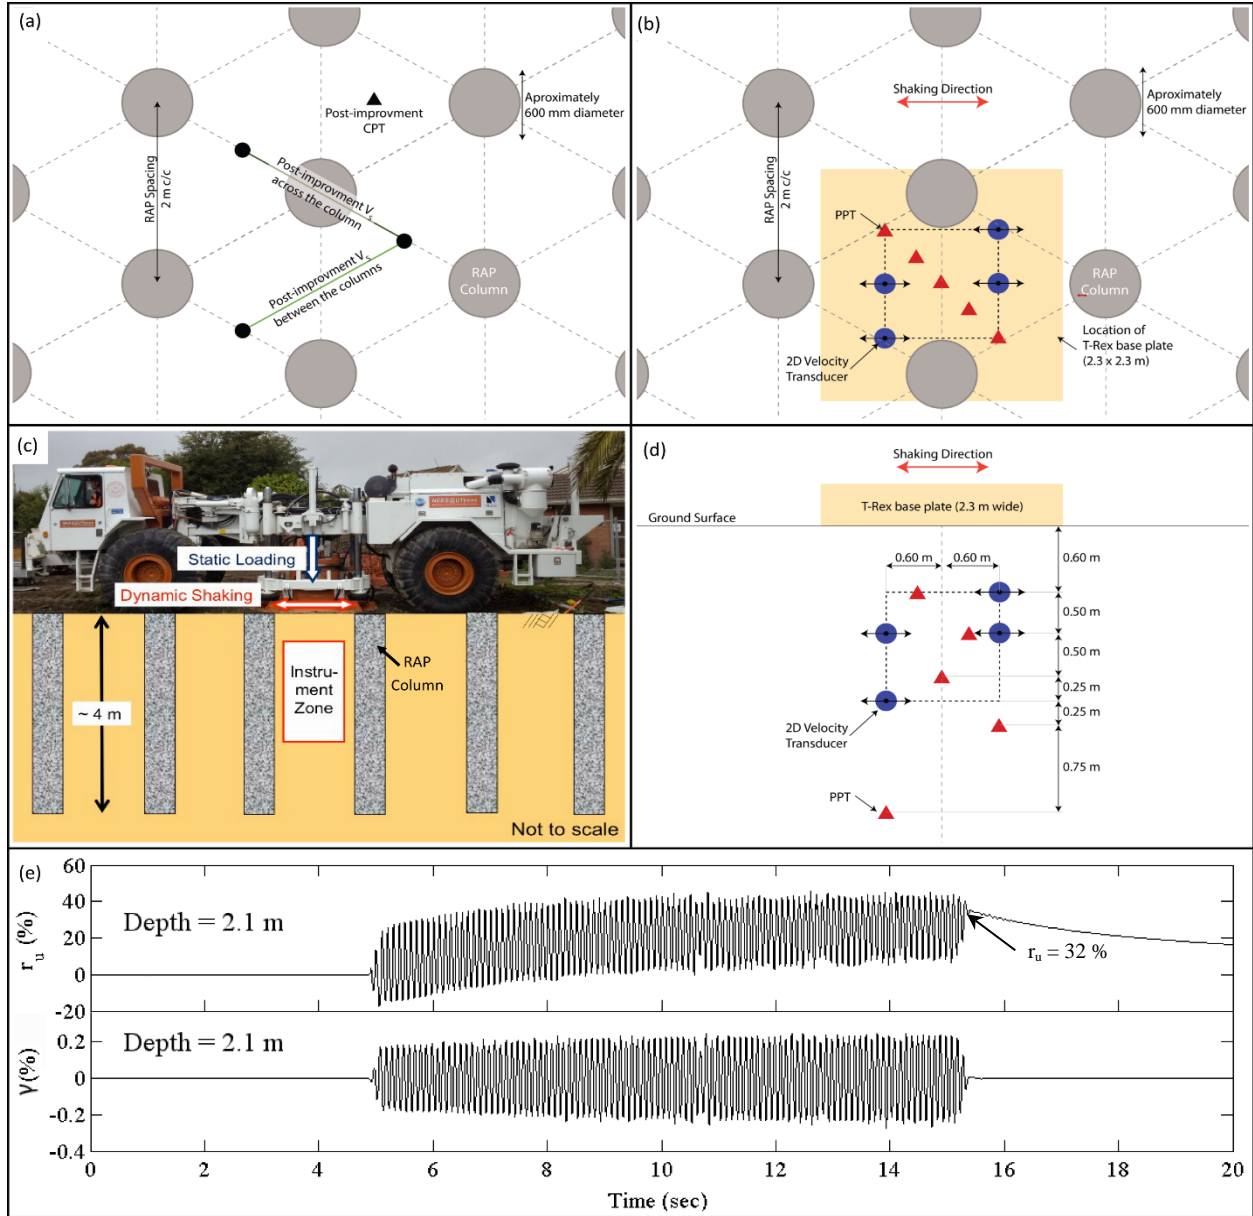 (a)
Post-improvment
CPT
Aproximately
600 mm diameter
RAP Spacing
2 m c/c
Post-improvment Vs
across the column
Post-improvment Vs
between the columns
RAP
Column
(b)
Shaking Direction
Aproximately
600 mm diameter
RAP Spacing
2 m c/c
PPT
RAP
Column
2D Velocity
Transducer
Location of
T-Rex base plate
(2.3 x 2.3 m)
(c)
Static Loading
Dynamic Shaking
RAP
Column
Instru-
ment
Zone
~ 4 m
Not to scale
(d)
Shaking Direction
T-Rex base plate (2.3 m wide)
Ground Surface
0.60 m
0.60 m
0.60 m
0.50 m
0.50 m
0.25 m
0.25 m
0.75 m
2D Velocity
Transducer
PPT
(e)
60
40
20
0
-20
ru (%)
Depth = 2.1 m
ru = 32 %
0.2
0
-0.2
-0.4
γ(%)
Depth = 2.1 m
0
2
4
6
8
10
12
14
16
18
20
Time (sec)